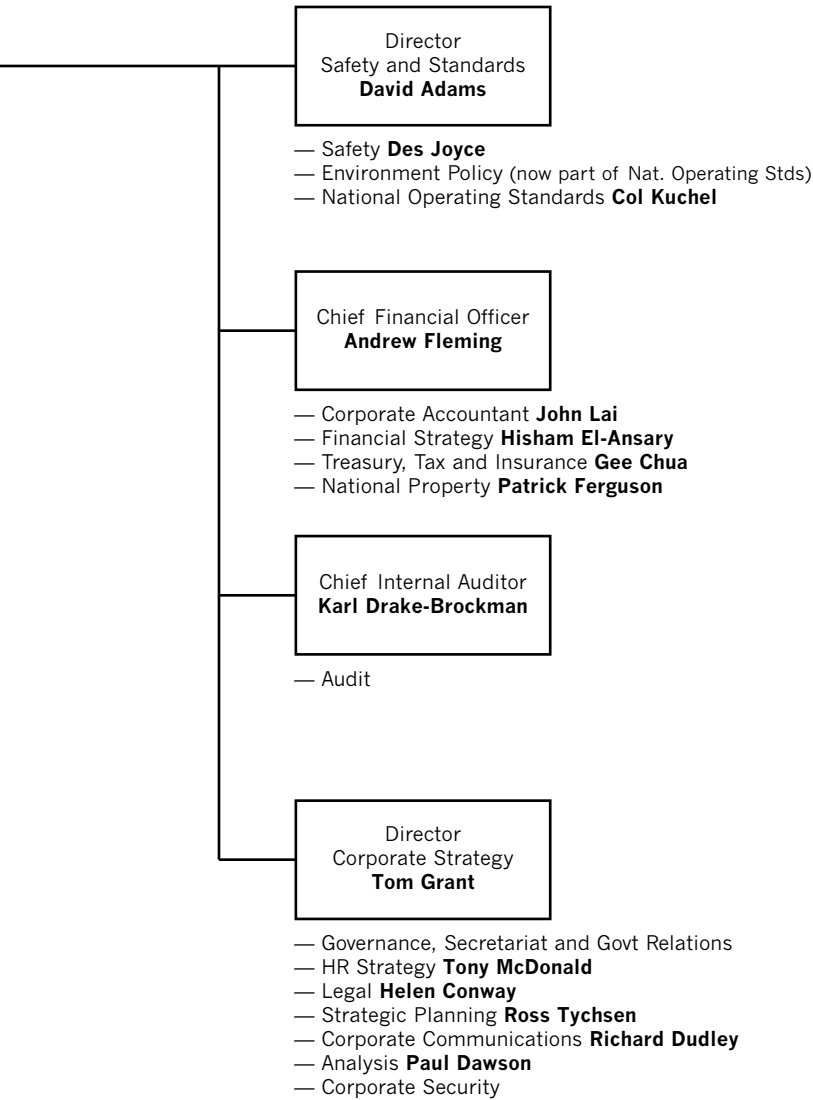 Director
Safety and Standards
David Adams
— Safety Des Joyce
— Environment Policy (now part of Nat. Operating Stds)
— National Operating Standards Col Kuchel
Chief Financial Officer
Andrew Fleming
— Corporate Accountant John Lai
— Financial Strategy Hisham El-Ansary
— Treasury, Tax and Insurance Gee Chua
— National Property Patrick Ferguson
Chief Internal Auditor
Karl Drake-Brockman
— Audit
Director
Corporate Strategy
Tom Grant
— Governance, Secretariat and Govt Relations
— HR Strategy Tony McDonald
— Legal Helen Conway
— Strategic Planning Ross Tychsen
— Corporate Communications Richard Dudley
— Analysis Paul Dawson
— Corporate Security